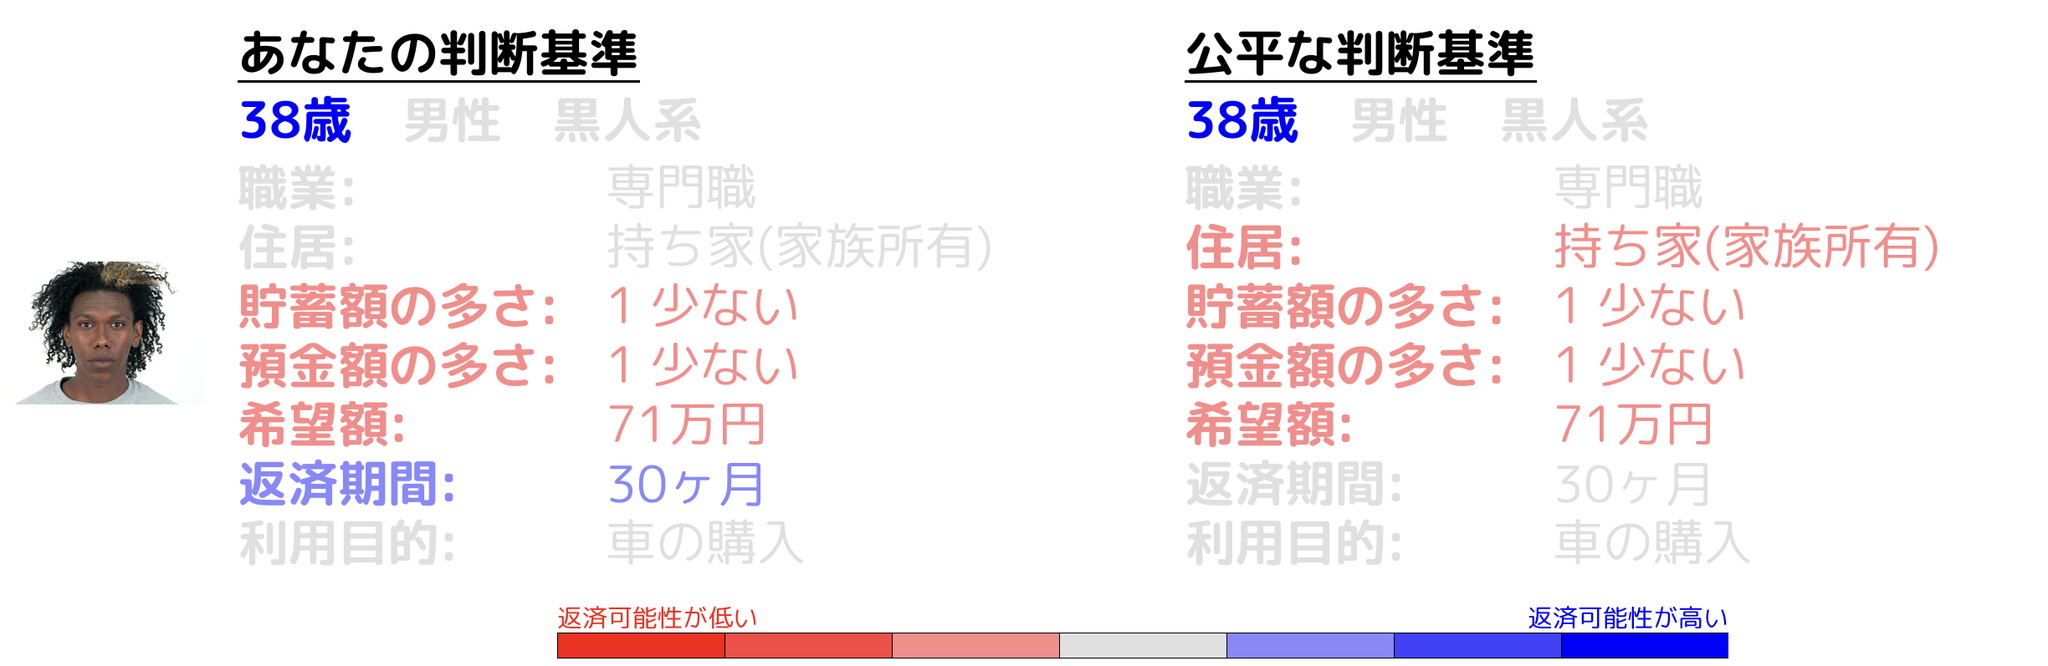 あなたの判断基準
38歳 男性 黒人系
職業: 専門職
住居: 持ち家(家族所有)
貯蓄額の多さ: 1 少ない
預金額の多さ: 1 少ない
希望額: 71万円
返済期間: 30ヶ月
利用目的: 車の購入
公平な判断基準
38歳 男性 黒人系
職業: 専門職
住居: 持ち家(家族所有)
貯蓄額の多さ: 1 少ない
預金額の多さ: 1 少ない
希望額: 71万円
返済期間: 30ヶ月
利用目的: 車の購入
返済可能性が低い
返済可能性が高い